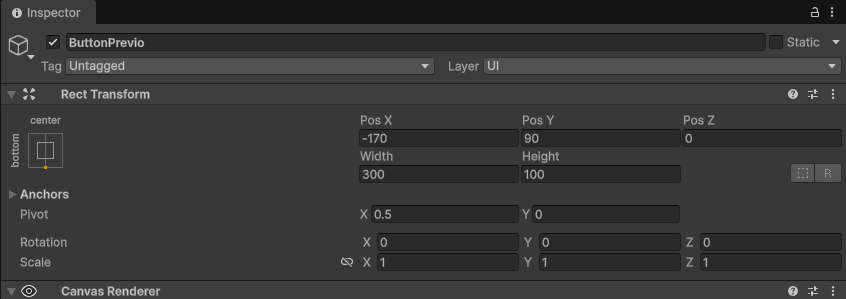 Inspector
ButtonPrevio Static
Tag Untagged Layer UI
Rect Transform
center
bottom
Pos X Pos Y Pos Z
-170 90 0
Width Height
300 100
R
Anchors
Pivot X 0.5 Y 0
Rotation X 0 Y 0 Z 0
Scale X 1 Y 1 Z 1
Canvas Renderer